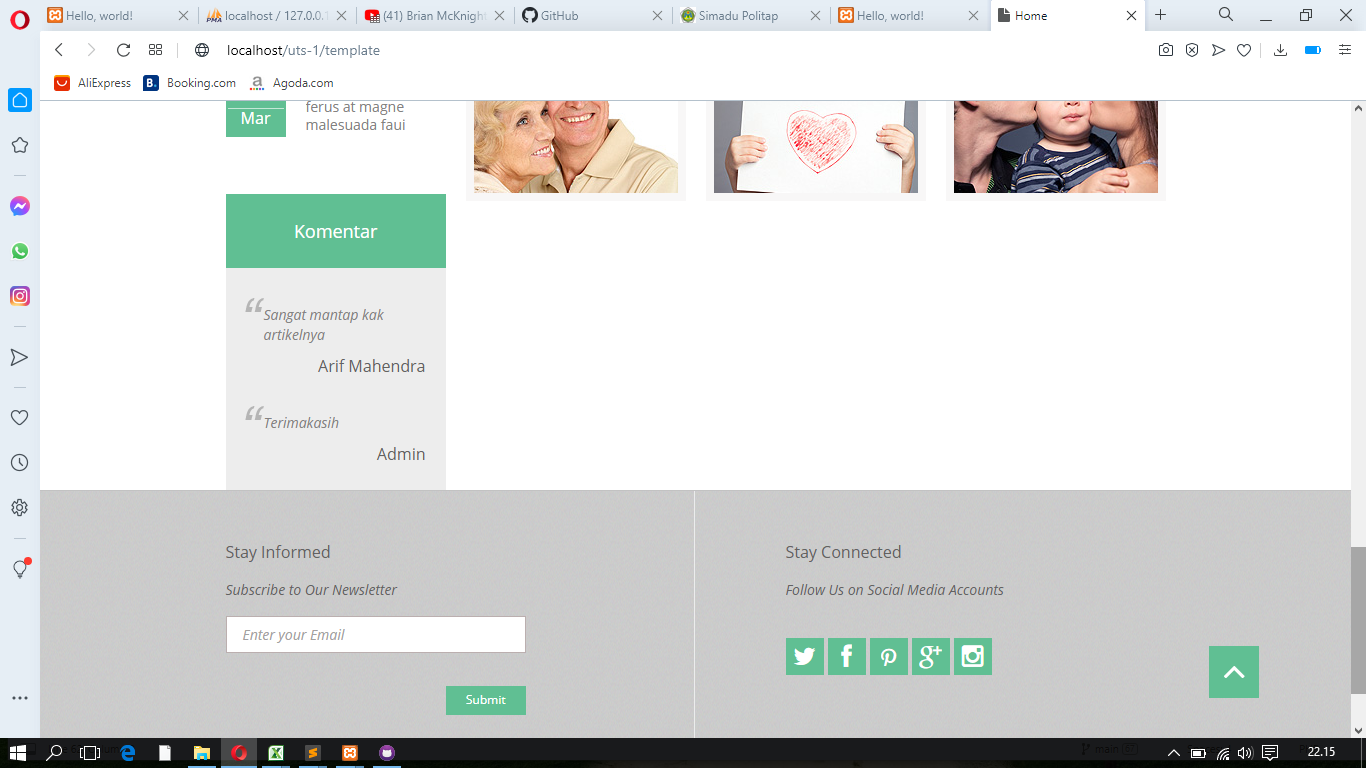 Hello, world!
localhost / 127.0.0.1
(41) Brian McKnight
GitHub
Simadu Politap
Hello, world!
Home
localhost/uts-1/template
AliExpress
B.
Booking.com
a
Agoda.com
Mar
ferus at magne
malesuada faui
Komentar
Sangat mantap kak
artikelnya
Arif Mahendra
Terimakasih
Admin
Stay Informed
Subscribe to Our Newsletter
Enter your Email
Submit
Stay Connected
Follow Us on Social Media Accounts
main
22.15